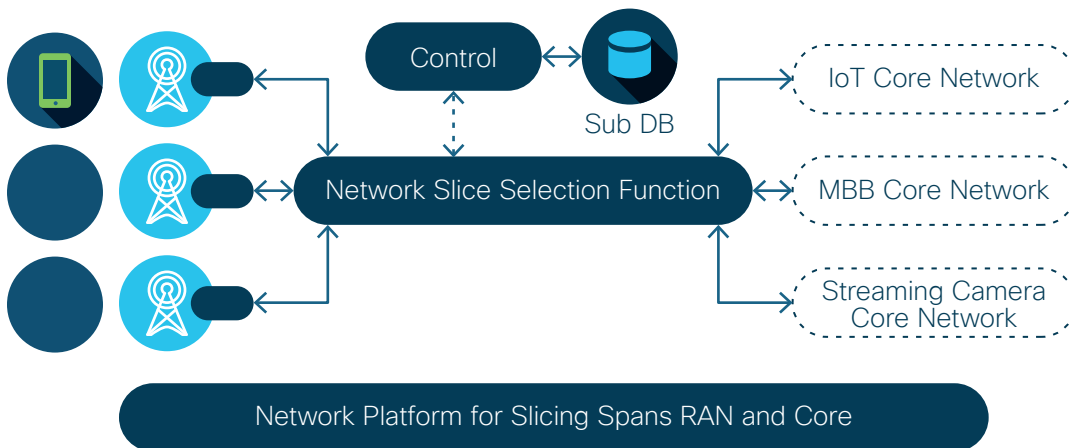 Control
Sub DB
IoT Core Network
Network Slice Selection Function
MBB Core Network
Streaming Camera
Core Network
Network Platform for Slicing Spans RAN and Core